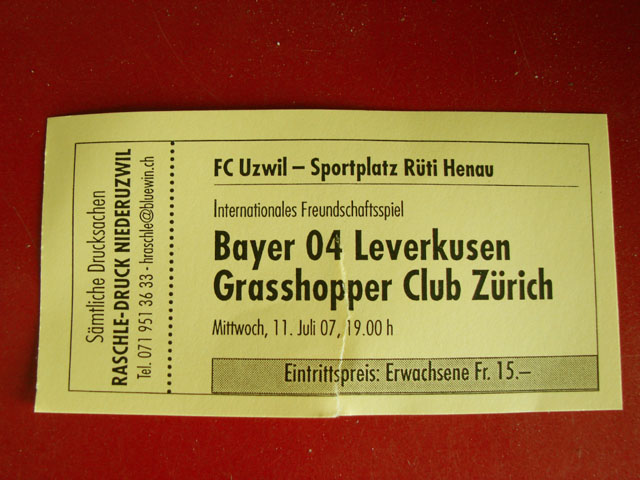 Sämtliche Drucksachen
RASCHLE-DRUCK NIEDERUZWIL
Tel. 071 951 36 33 - hraschle@bluewin.ch
FC Uzwil – Sportplatz Rüti Henau
Internationales Freundschaftsspiel
Bayer 04 Leverkusen
Grasshopper Club Zürich
Mittwoch, 11. Juli 07, 19.00 h
Eintrittspreis: Erwachsene Fr. 15.–